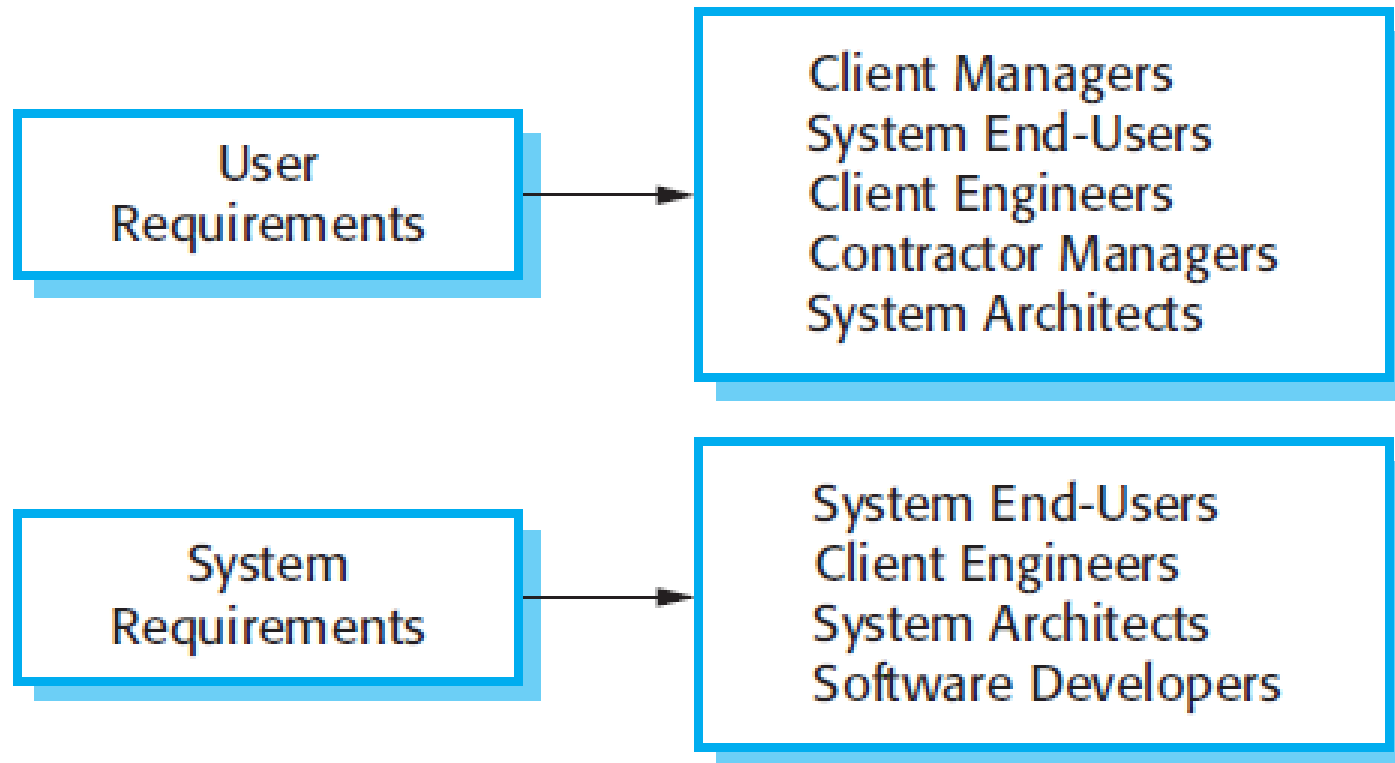 User
Requirements
Client Managers
System End-Users
Client Engineers
Contractor Managers
System Architects
System
Requirements
System End-Users
Client Engineers
System Architects
Software Developers